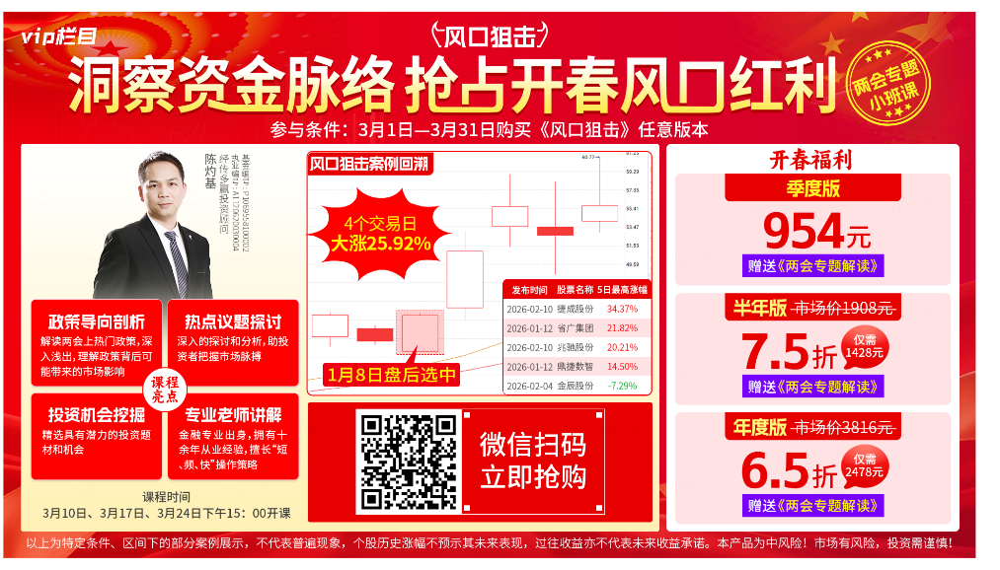 vip栏目
风口狙击
洞察资金脉络 抢占开春风口红利
两会专题
小班课
参与条件：3月1日—3月31日购买《风口狙击》任意版本
陈灼基
经传多赢投资顾问
执业编号：A1120620030004
政策导向剖析
解读两会上热门政策，深
入浅出，理解政策背后可
能带来的市场影响
热点议题探讨
深入的探讨和分析，助投
资者把握市场脉搏
课程
亮点
投资机会挖掘
精选具有潜力的投资题
材和机会
专业老师讲解
金融专业出身，拥有十
余年从业经验，擅长“短
、频、快”操作策略
课程时间
3月10日、3月17日、3月24日下午15：00开课
风口狙击案例回溯
4个交易日
大涨25.92%
60.77
67.25
59.29
57.35
55.41
53.47
51.53
49.59
发布时间 股票名称 5日最高涨幅
2026-02-10 捷成股份 34.37%
2026-01-12 省广集团 21.82%
2026-02-10 兆驰股份 20.21%
2026-01-12 鼎捷数智 14.50%
2026-02-04 金辰股份 -7.29%
1月8日盘后选中
微信扫码
立即抢购
开春福利
季度版
954元
赠送《两会专题解读》
半年版 市场价1908元
7.5折
仅需
1428元
赠送《两会专题解读》
年度版 市场价3816元
6.5折
仅需
2478元
赠送《两会专题解读》
以上为特定条件、区间下的部分案例展示，不代表普遍现象，个股历史涨幅不预示其未来表现，过往收益亦不代表未来收益承诺。本产品为中风险！市场有风险，投资需谨慎！